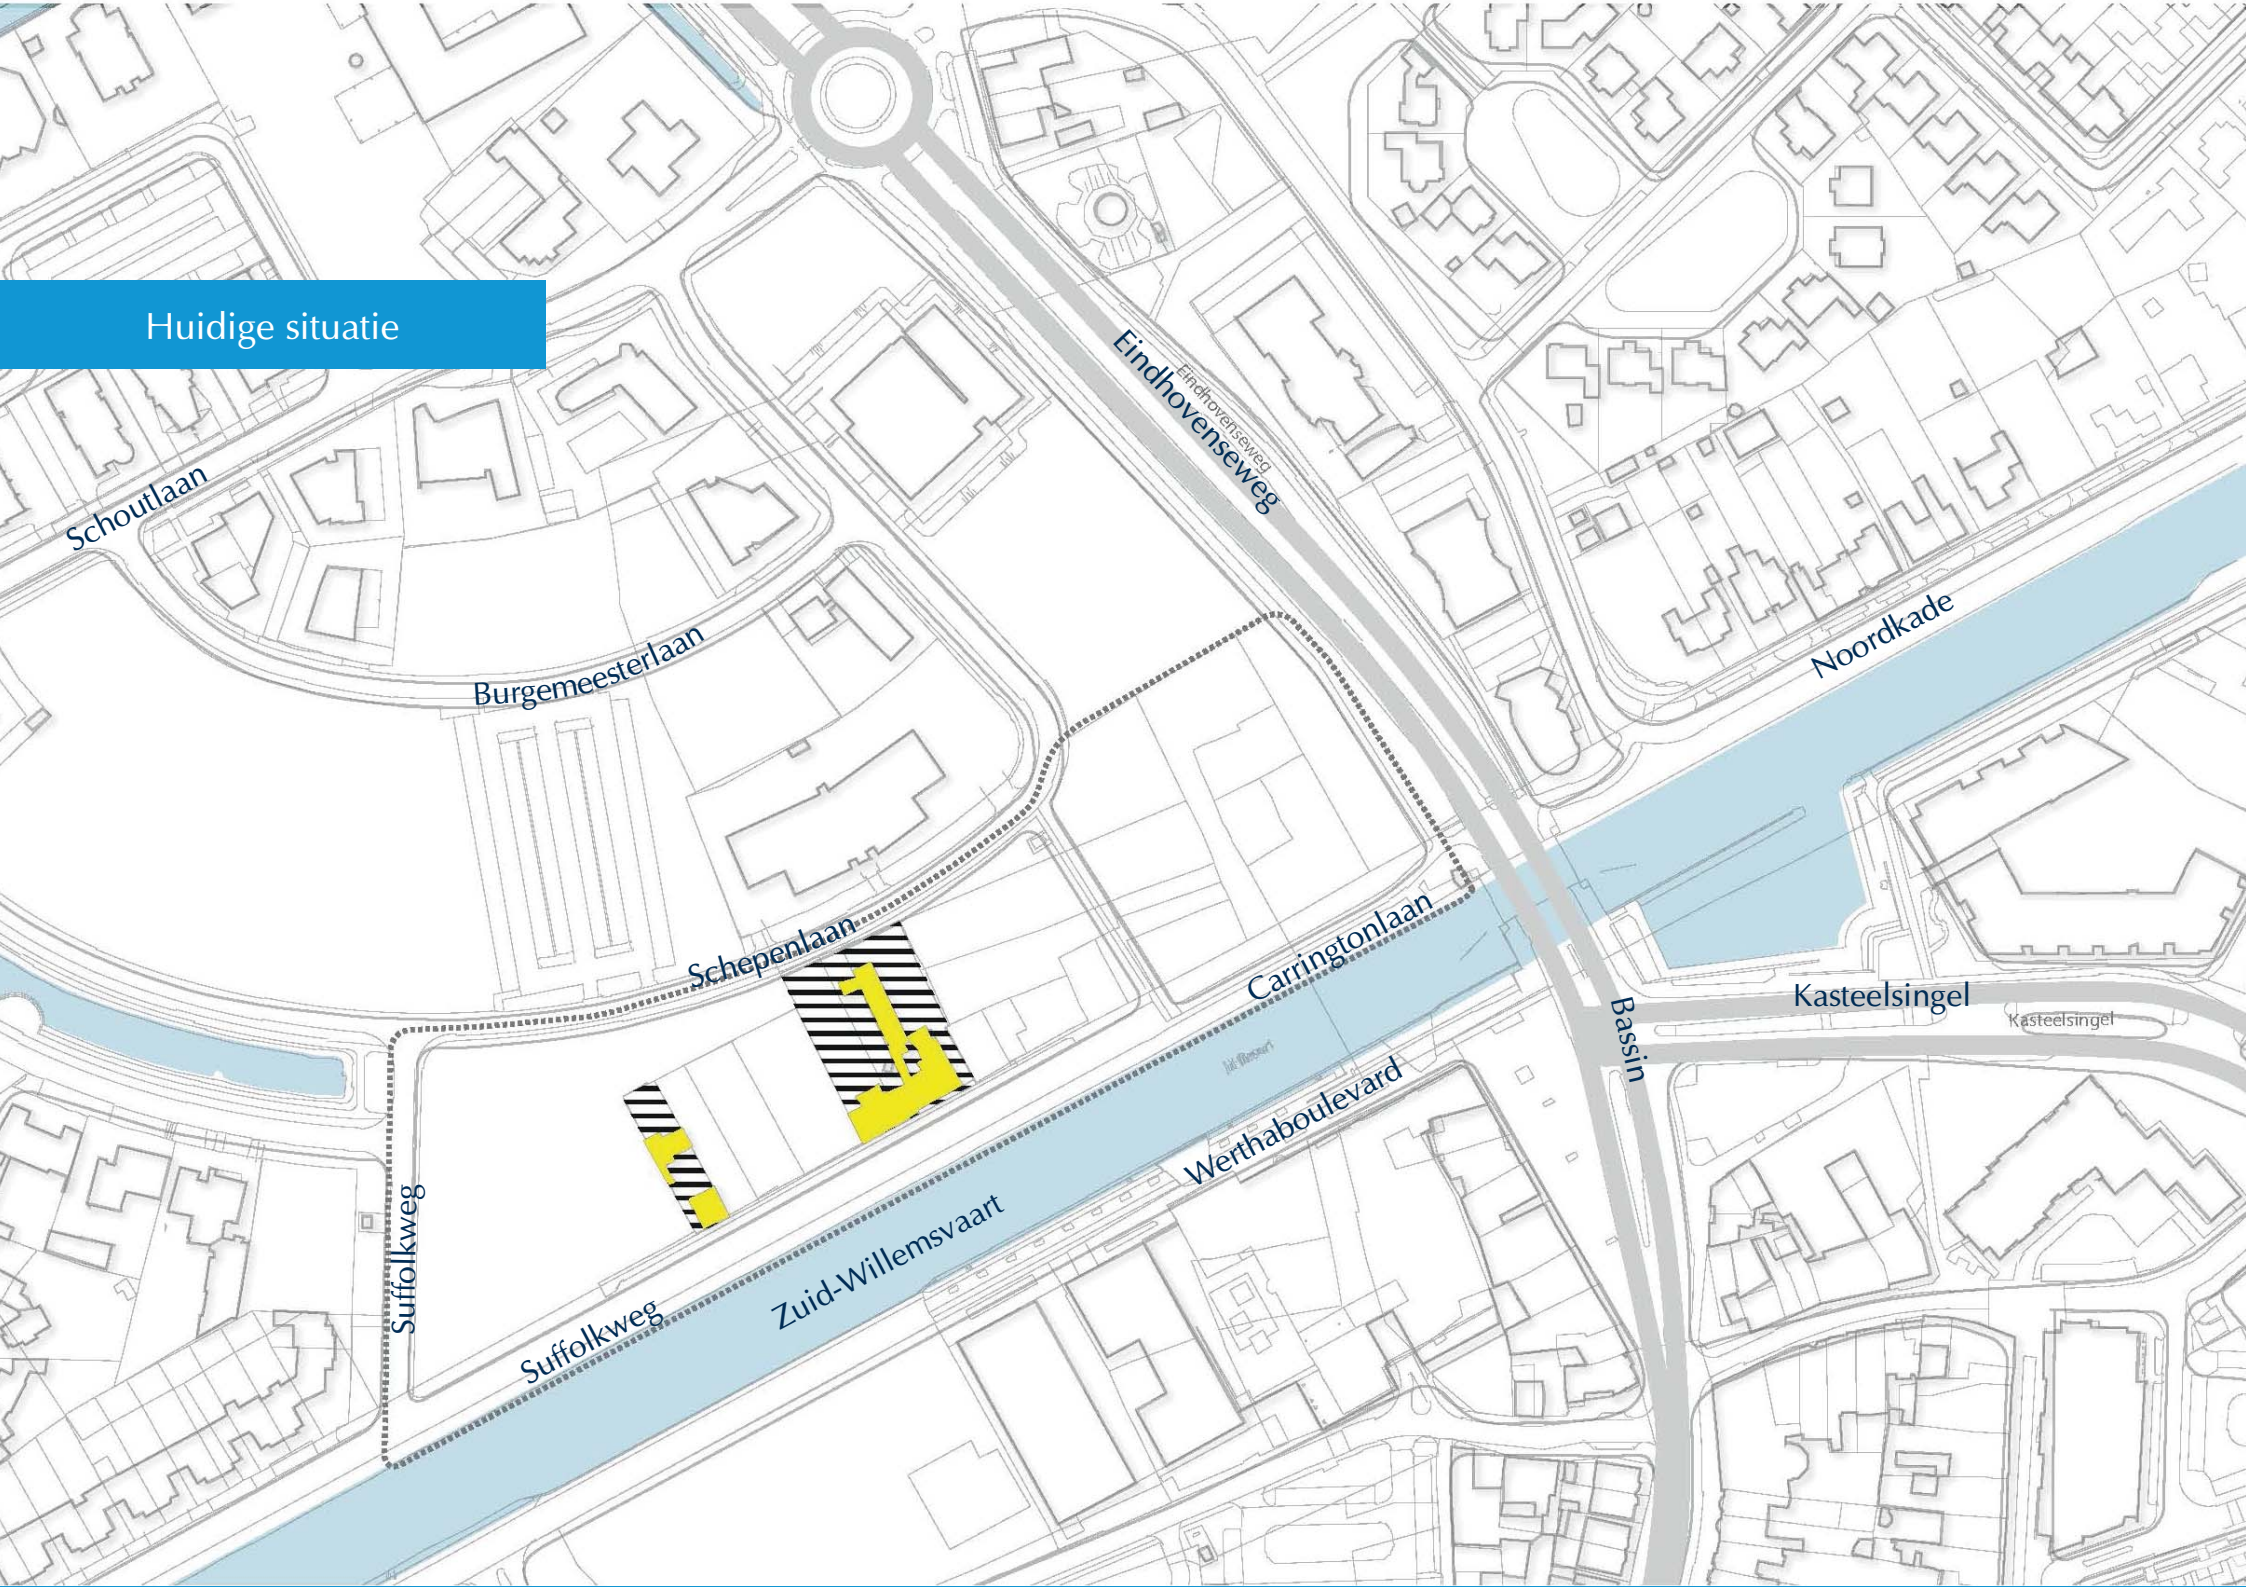 Huidige situatie
Eindhovenseweg
Eindhovenseweg
Schoutlaan
Noordkade
Burgemeesterlaan
Schepenlaan
Carringtonlaan
Kasteelsingel
Kasteelsingel
Bassin
Werthaboulevard
Suffolkweg
Zuid-Willemsvaart
Suffolkweg